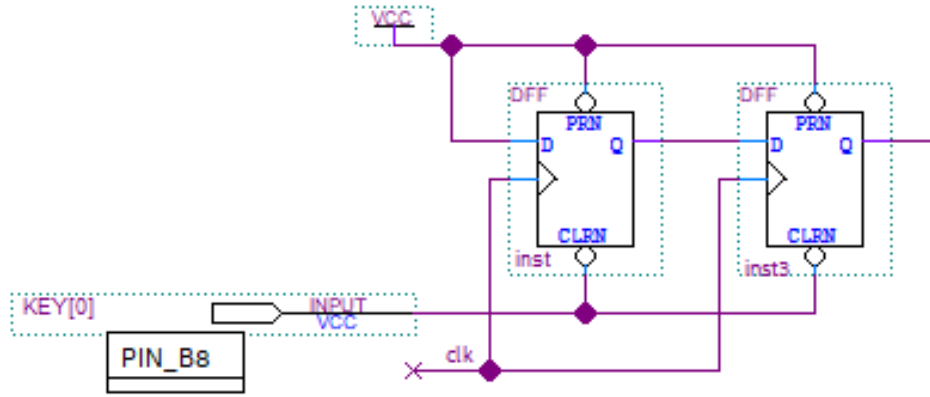 VCC
DFF
PRN
D
Q
CLRN
inst
DFF
PRN
D
Q
CLRN
inst3
KEY[0]
INPUT
VCC
PIN_B8
clk